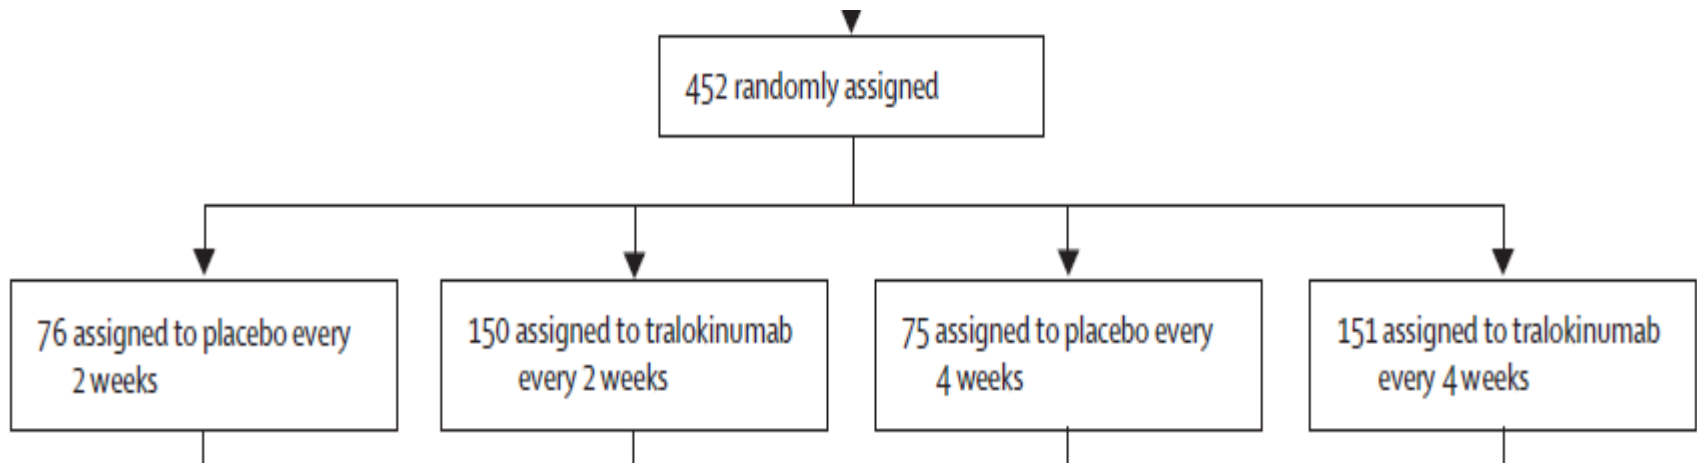 452 randomly assigned
76 assigned to placebo every
2 weeks
150 assigned to tralokinumab
every 2 weeks
75 assigned to placebo every
4 weeks
151 assigned to tralokinumab
every 4 weeks